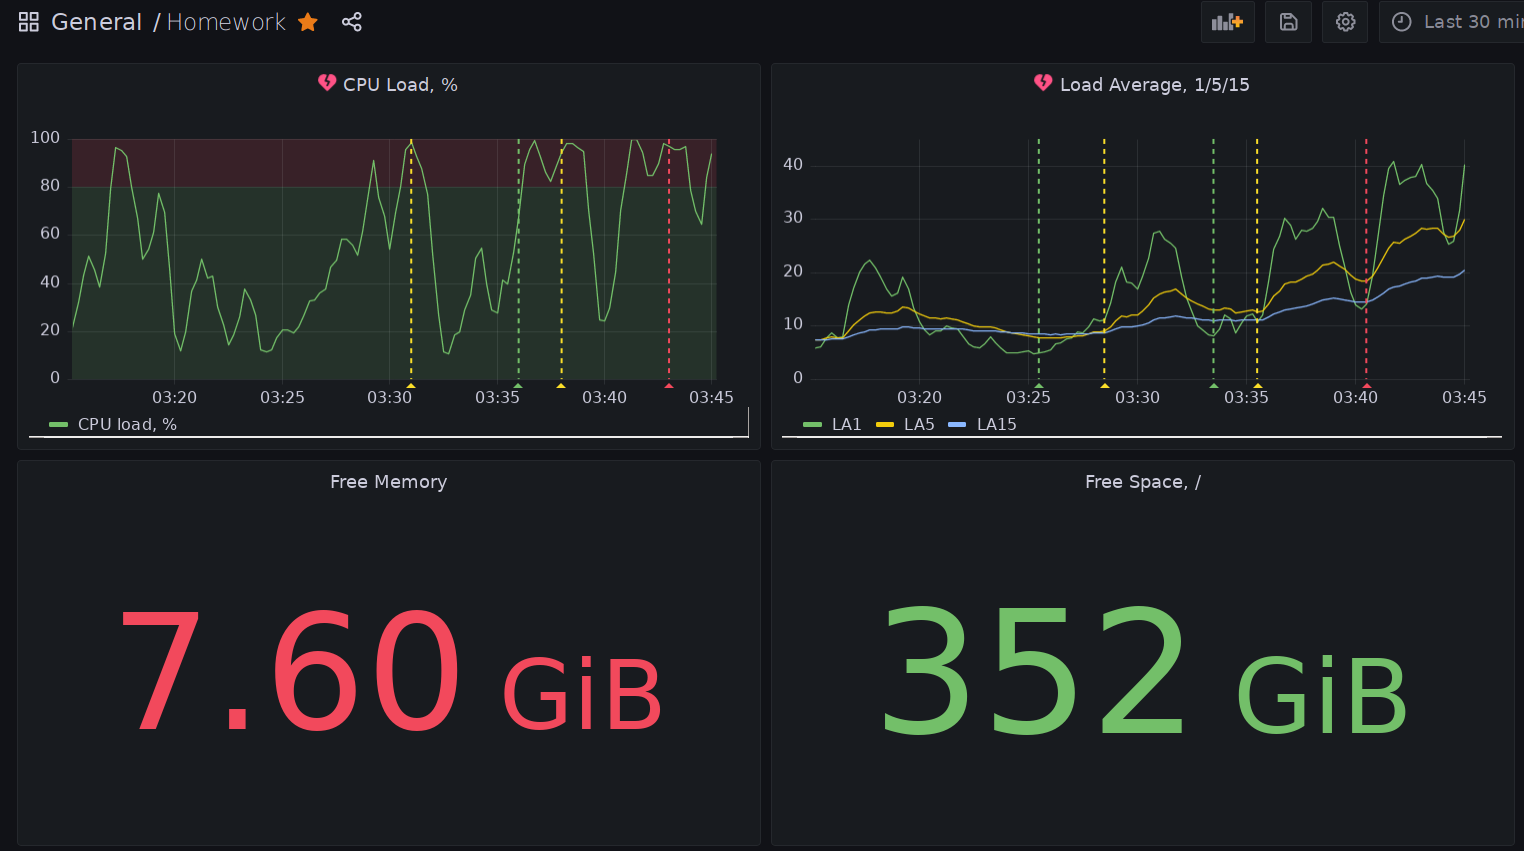 General / Homework
Last 30 mi
CPU Load, %
100
80
60
40
20
0
03:20 03:25 03:30 03:35 03:40 03:45
CPU load, %
Load Average, 1/5/15
40
30
20
10
0
03:20 03:25 03:30 03:35 03:40 03:45
LA1 LA5 LA15
Free Memory
7.60 GiB
Free Space, /
352 GiB